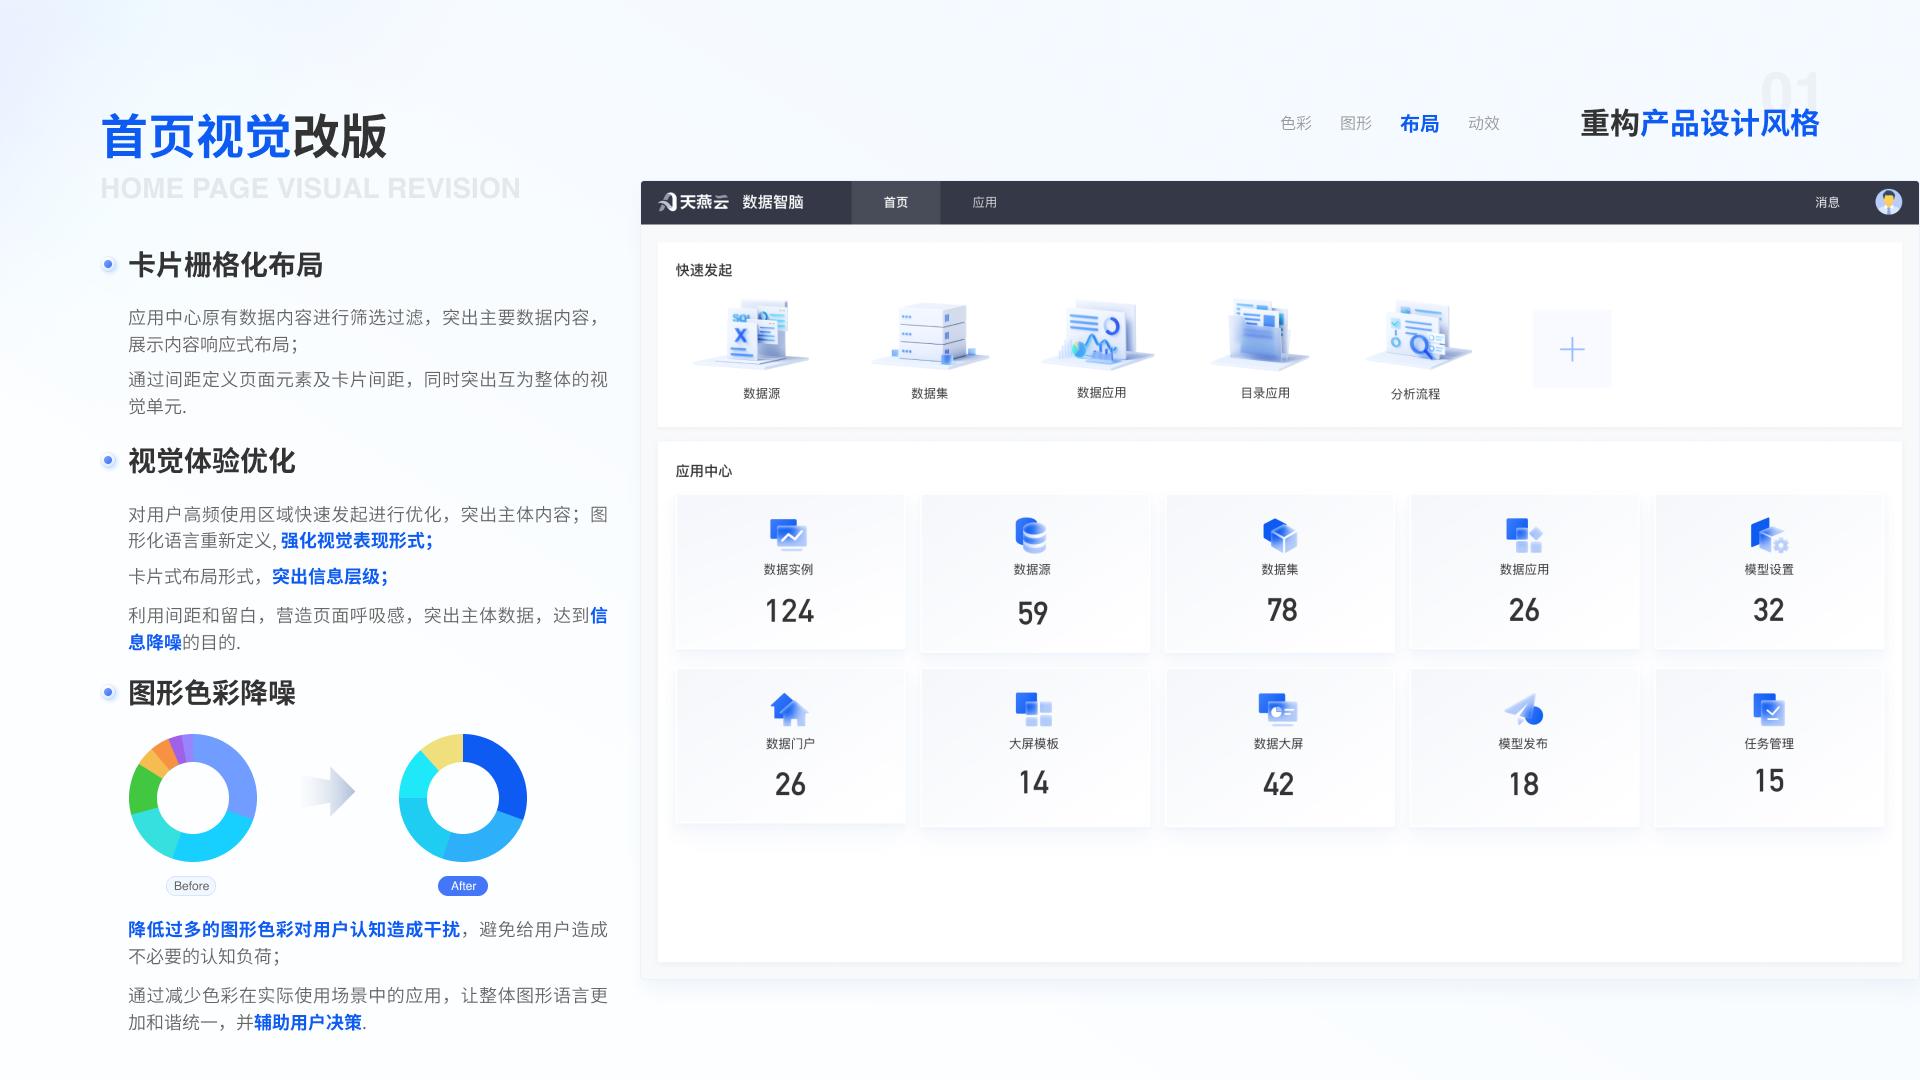 首页视觉改版
HOME PAGE VISUAL REVISION
色彩
图形
布局
动效
01
重构产品设计风格
卡片栅格化布局
应用中心原有数据内容进行筛选过滤，突出主要数据内容，
展示内容响应式布局；
通过间距定义页面元素及卡片间距，同时突出互为整体的视
觉单元.
视觉体验优化
对用户高频使用区域快速发起进行优化，突出主体内容；图
形化语言重新定义, 强化视觉表现形式；
卡片式布局形式，突出信息层级；
利用间距和留白，营造页面呼吸感，突出主体数据，达到信
息降噪的目的.
图形色彩降噪
Before
After
降低过多的图形色彩对用户认知造成干扰，避免给用户造成
不必要的认知负荷；
通过减少色彩在实际使用场景中的应用，让整体图形语言更
加和谐统一，并辅助用户决策.
天燕云 数据智脑
首页
应用
消息
快速发起
SQL
X
数据源
数据集
数据应用
目录应用
分析流程
应用中心
数据实例
124
数据源
59
数据集
78
数据应用
26
模型设置
32
数据门户
26
大屏模板
14
数据大屏
42
模型发布
18
任务管理
15